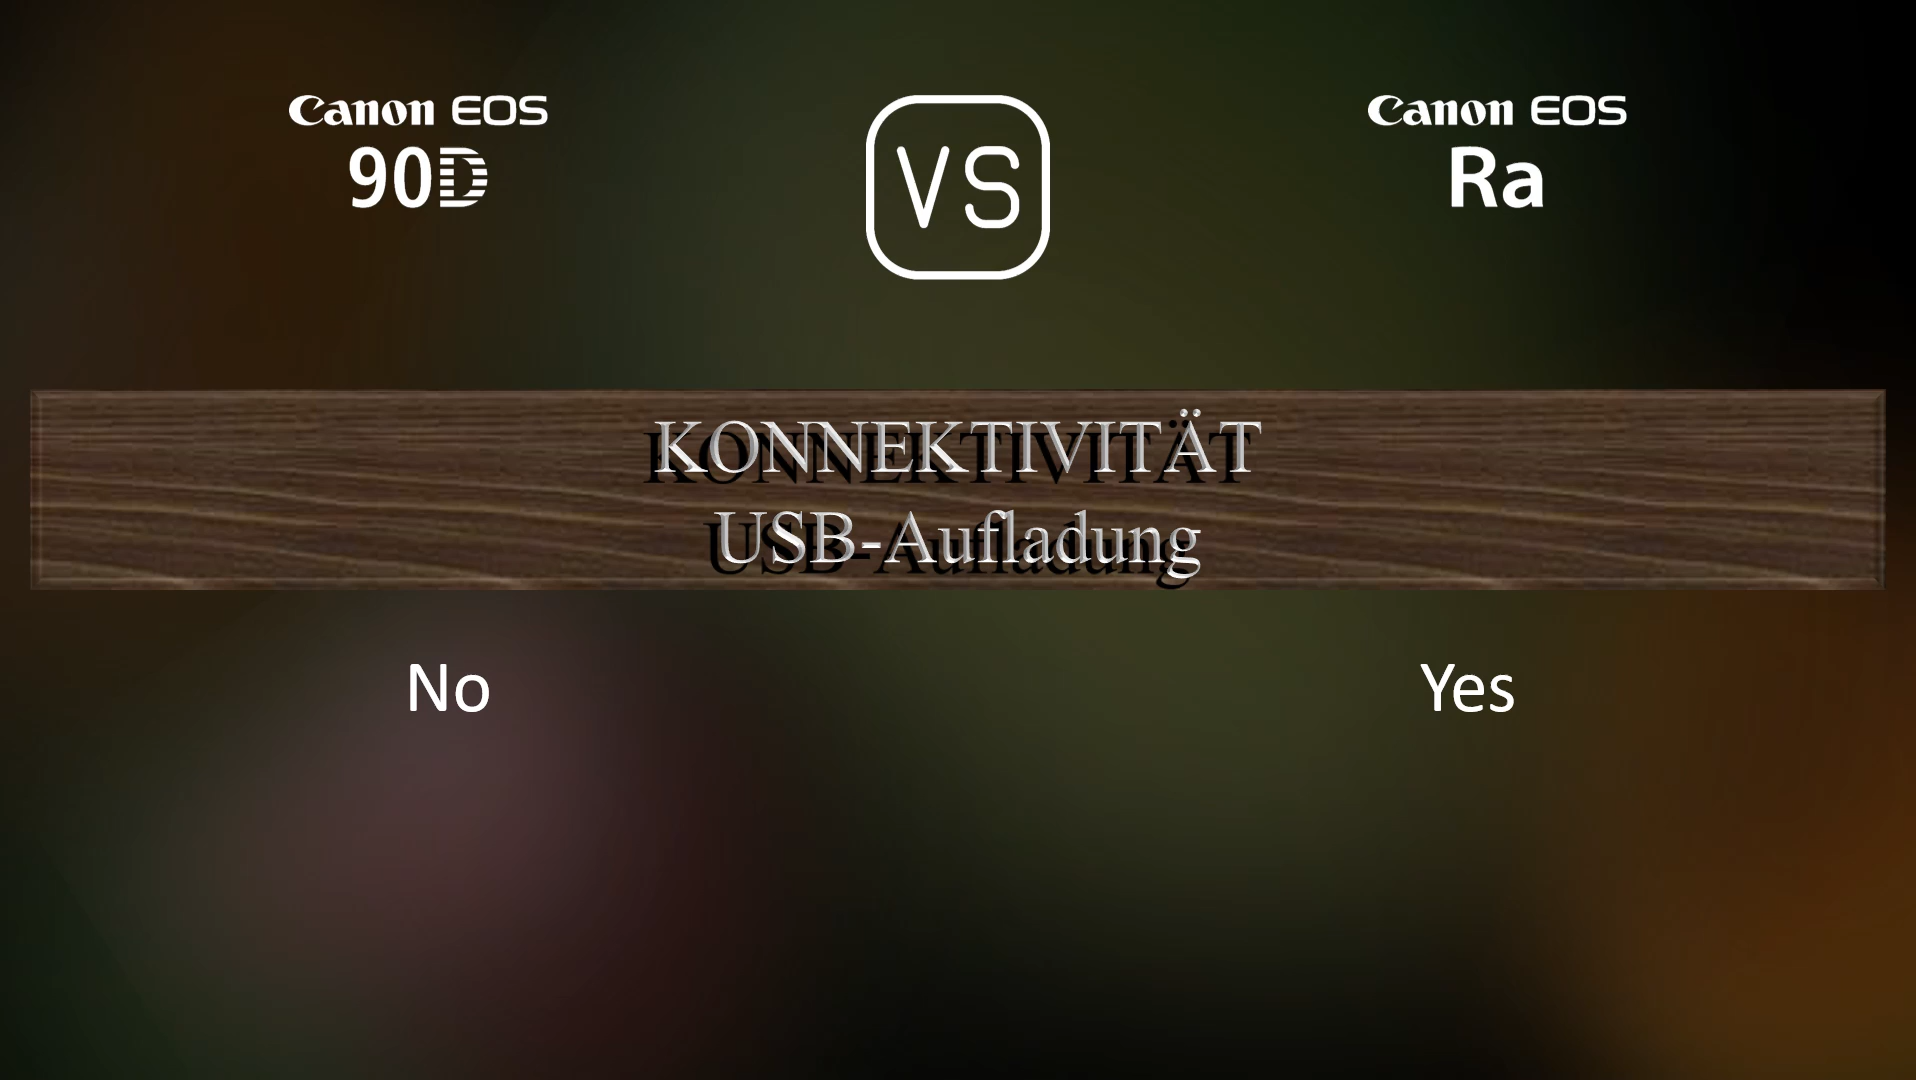 Canon EOS
90D
VS
Canon EOS
Ra
KONNEKTIVITÄT
USB-Aufladung
No
Yes